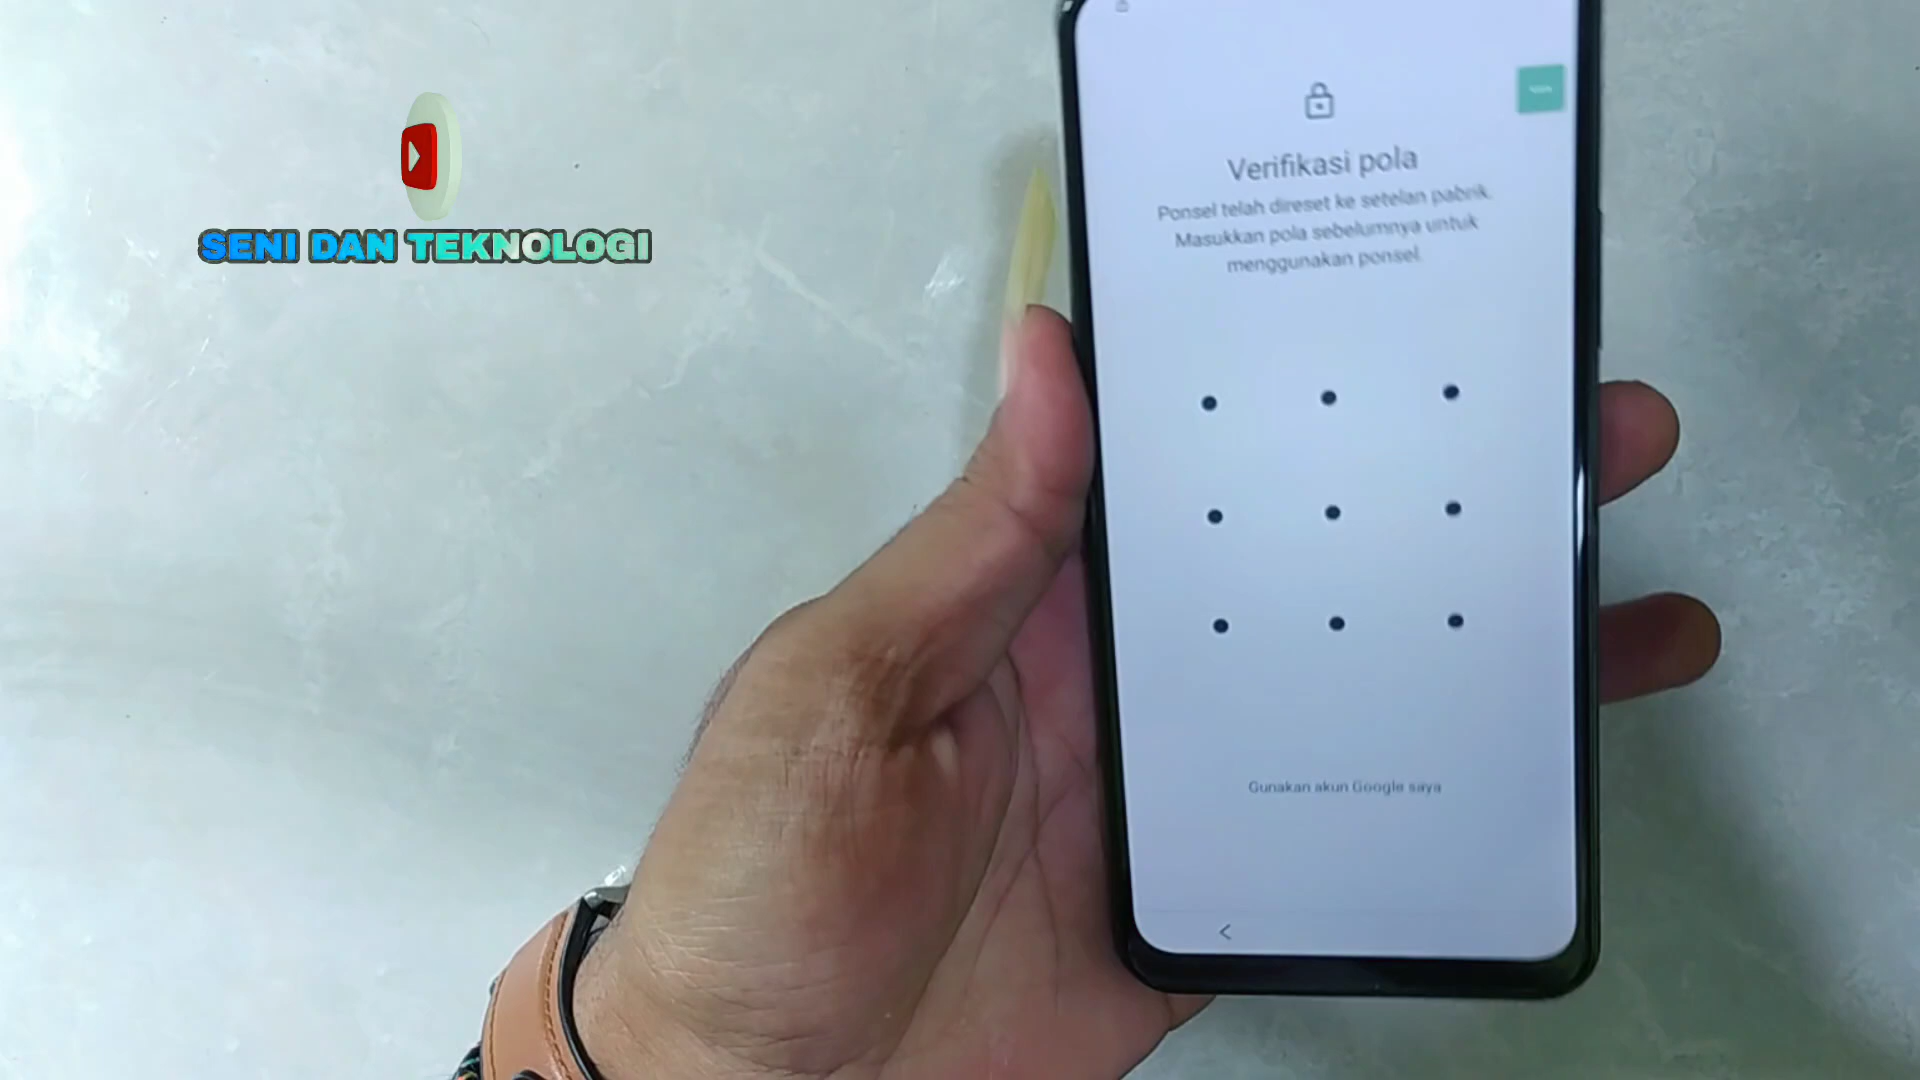 SENI DAN TEKNOLOGI
Verifikasi pola
Ponsel telah direset ke setelan pabrik.
Masukkan pola sebelumnya untuk
menggunakan ponsel.
Gunakan akun Google saya